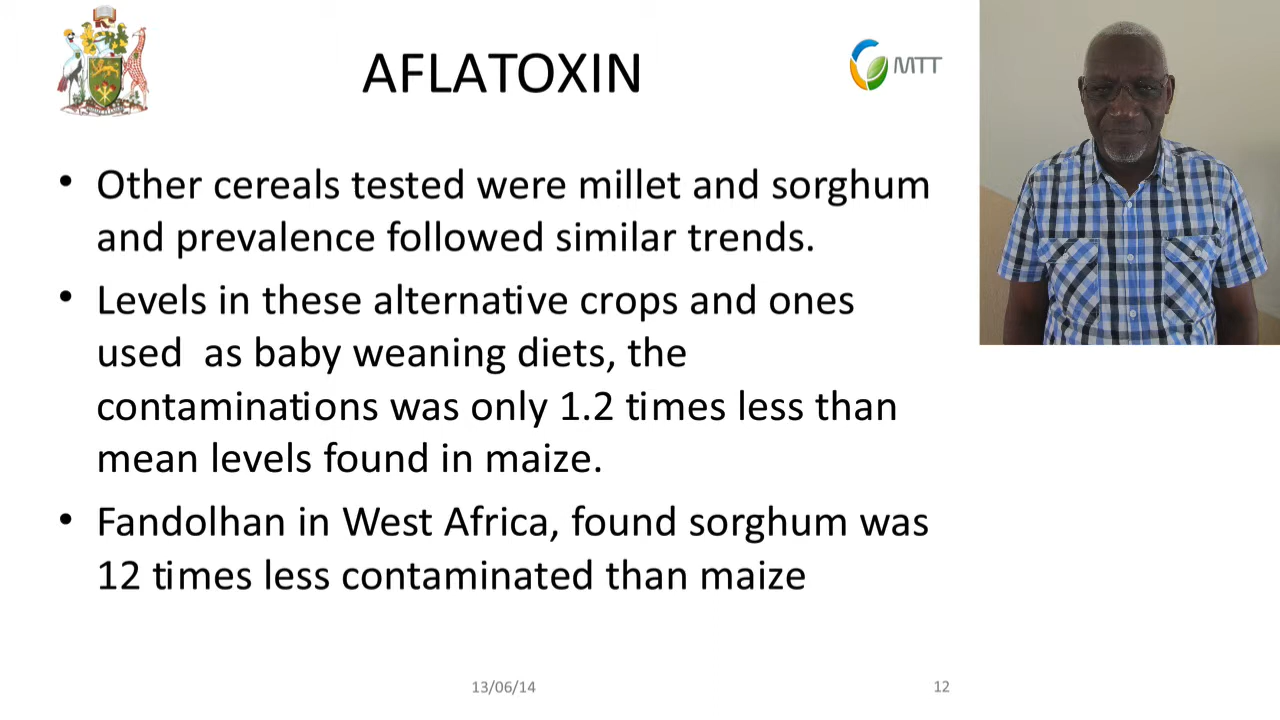 AFLATOXIN
MTT
• Other cereals tested were millet and sorghum
and prevalence followed similar trends.
• Levels in these alternative crops and ones
used  as baby weaning diets, the
contaminations was only 1.2 times less than
mean levels found in maize.
• Fandolhan in West Africa, found sorghum was
12 times less contaminated than maize
13/06/14
12